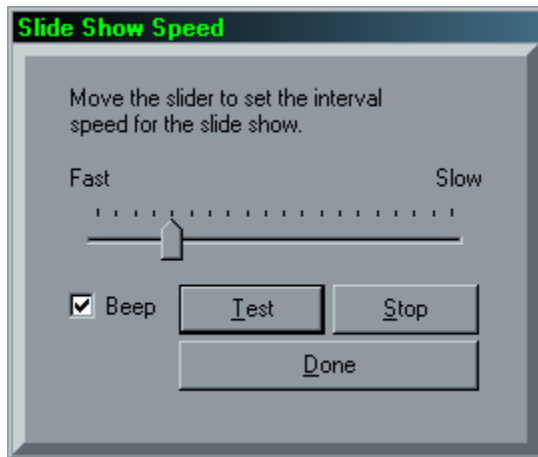 Slide Show Speed
Move the slider to set the interval
speed for the slide show.
Fast Slow
Beep Test Stop
Done